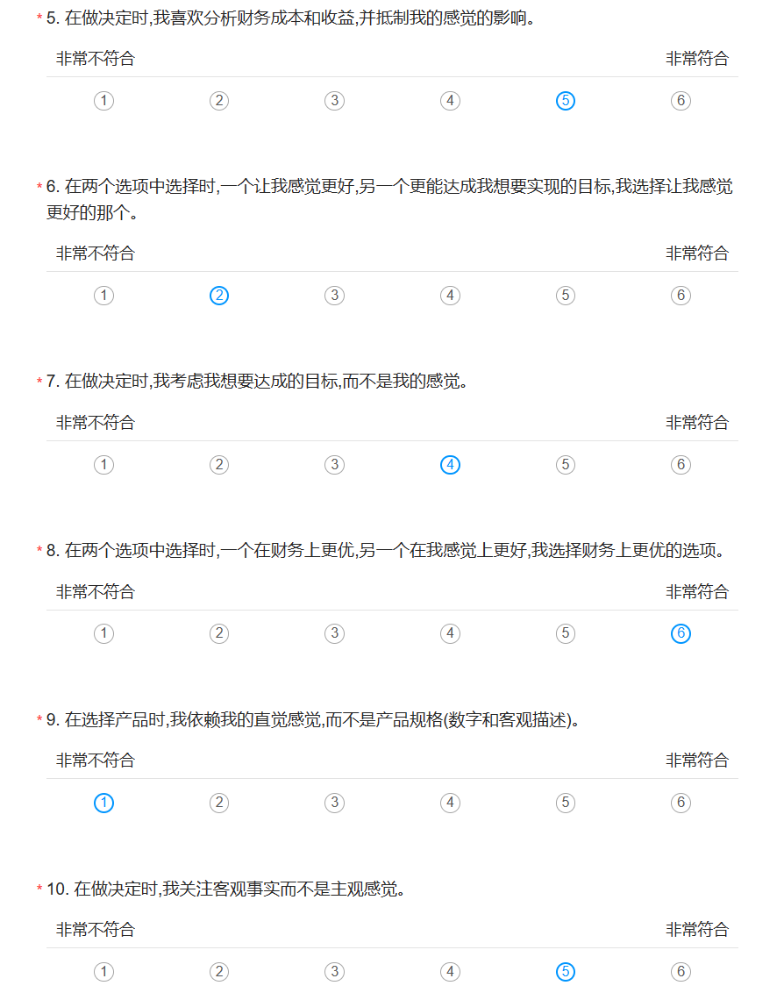 * 5. 在做决定时,我喜欢分析财务成本和收益,并抵制我的感觉的影响。
非常不符合 非常符合
1 2 3 4 5 6
* 6. 在两个选项中选择时,一个让我感觉更好,另一个更能达成我想要实现的目标,我选择让我感觉
更好的那个。
非常不符合 非常符合
1 2 3 4 5 6
* 7. 在做决定时,我考虑我想要达成的目标,而不是我的感觉。
非常不符合 非常符合
1 2 3 4 5 6
* 8. 在两个选项中选择时,一个在财务上更优,另一个在我感觉上更好,我选择财务上更优的选项。
非常不符合 非常符合
1 2 3 4 5 6
* 9. 在选择产品时,我依赖我的直觉感觉,而不是产品规格(数字和客观描述)。
非常不符合 非常符合
1 2 3 4 5 6
* 10. 在做决定时,我关注客观事实而不是主观感觉。
非常不符合 非常符合
1 2 3 4 5 6